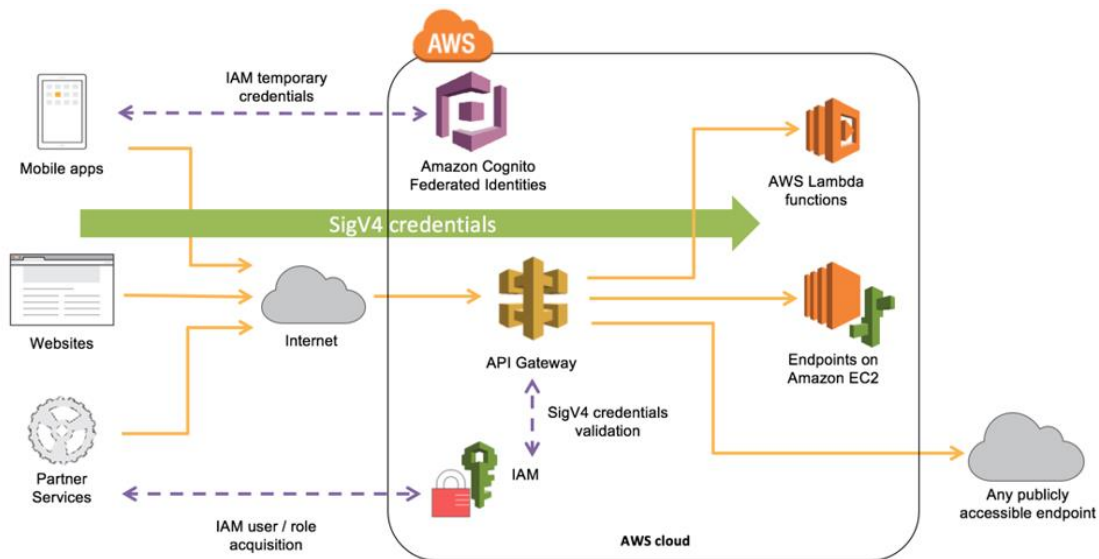 AWS
IAM temporary
credentials
Mobile apps
Amazon Cognito
Federated Identities
AWS Lambda
functions
SigV4 credentials
Websites
Internet
API Gateway
Endpoints on
Amazon EC2
SigV4 credentials
validation
Partner
Services
IAM
IAM user / role
acquisition
Any publicly
accessible endpoint
AWS cloud